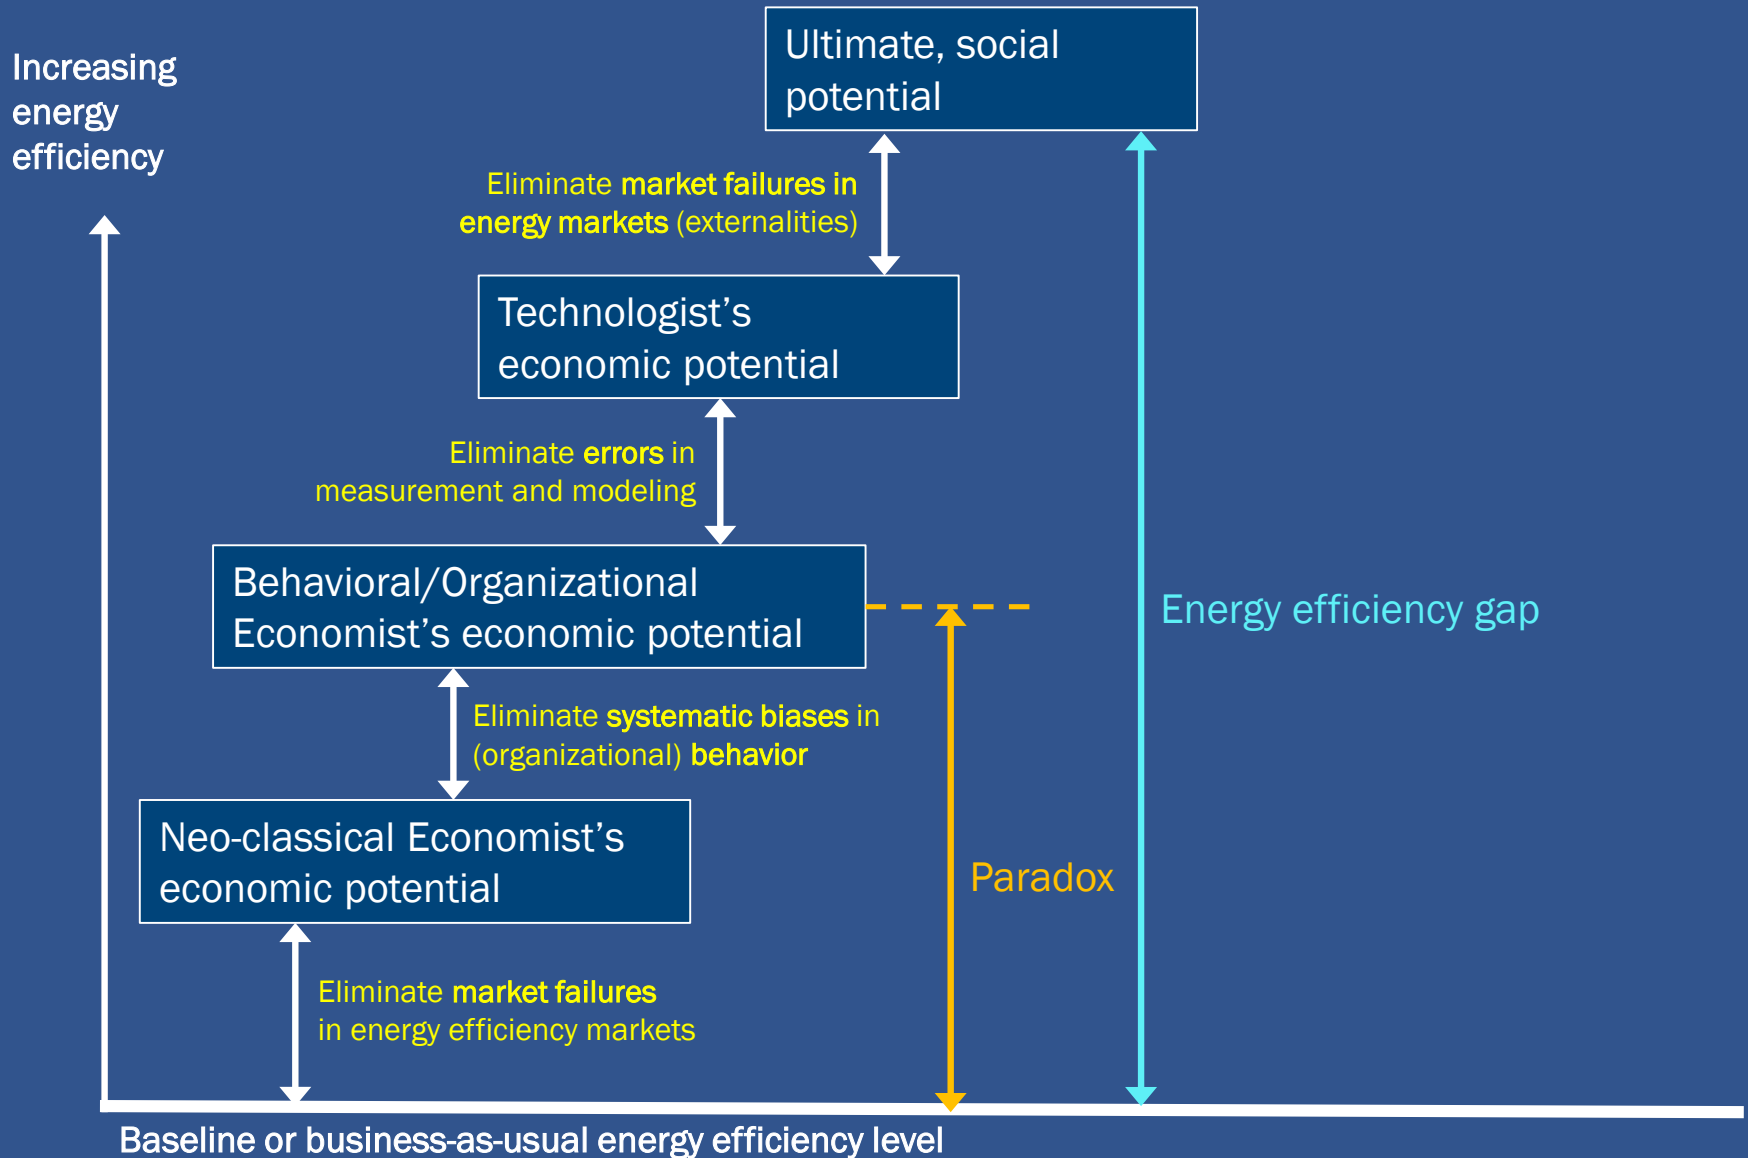 Increasing
energy
efficiency
Ultimate, social
potential
Eliminate market failures in
energy markets (externalities)
Technologist’s
economic potential
Eliminate errors in
measurement and modeling
Behavioral/Organizational
Economist’s economic potential
Energy efficiency gap
Eliminate systematic biases in
(organizational) behavior
Neo-classical Economist’s
economic potential
Paradox
Eliminate market failures
in energy efficiency markets
Baseline or business-as-usual energy efficiency level